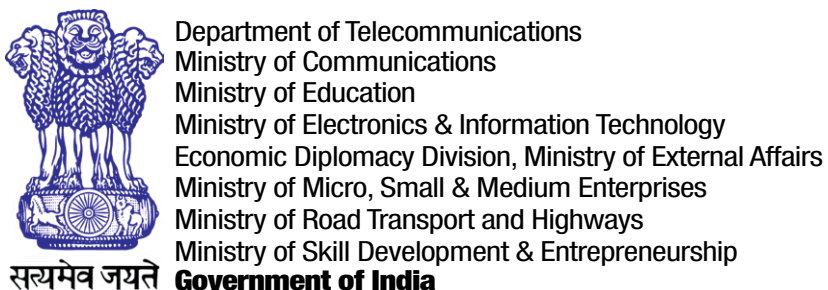 Department of Telecommunications
Ministry of Communications
Ministry of Education
Ministry of Electronics & Information Technology
Economic Diplomacy Division, Ministry of External Affairs
Ministry of Micro, Small & Medium Enterprises
Ministry of Road Transport and Highways
Ministry of Skill Development & Entrepreneurship
सत्यमेव जयते Government of India